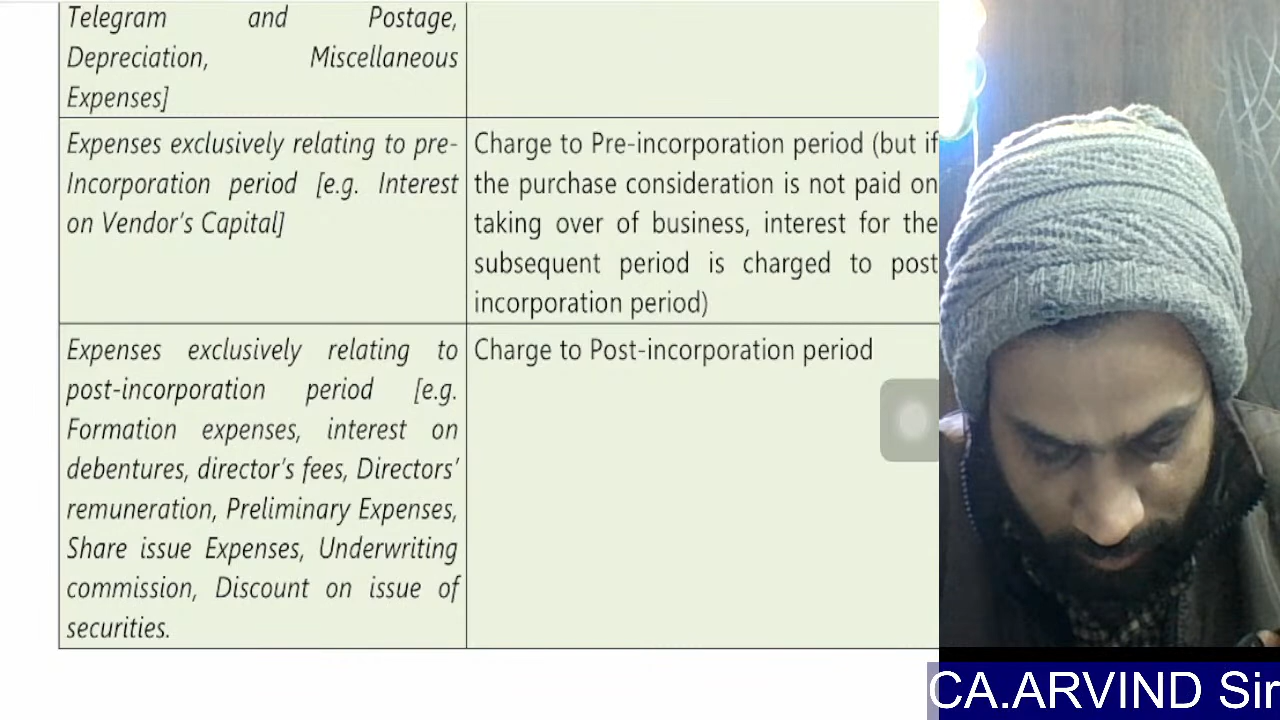 Telegram and Postage,
Depreciation, Miscellaneous
Expenses]
Expenses exclusively relating to pre-
Incorporation period [e.g. Interest
on Vendor's Capital]
Charge to Pre-incorporation period (but if
the purchase consideration is not paid on
taking over of business, interest for the
subsequent period is charged to post
incorporation period)
Expenses exclusively relating to
post-incorporation period [e.g.
Formation expenses, interest on
debentures, director's fees, Directors'
remuneration, Preliminary Expenses,
Share issue Expenses, Underwriting
commission, Discount on issue of
securities.
Charge to Post-incorporation period
CA.ARVIND Sir